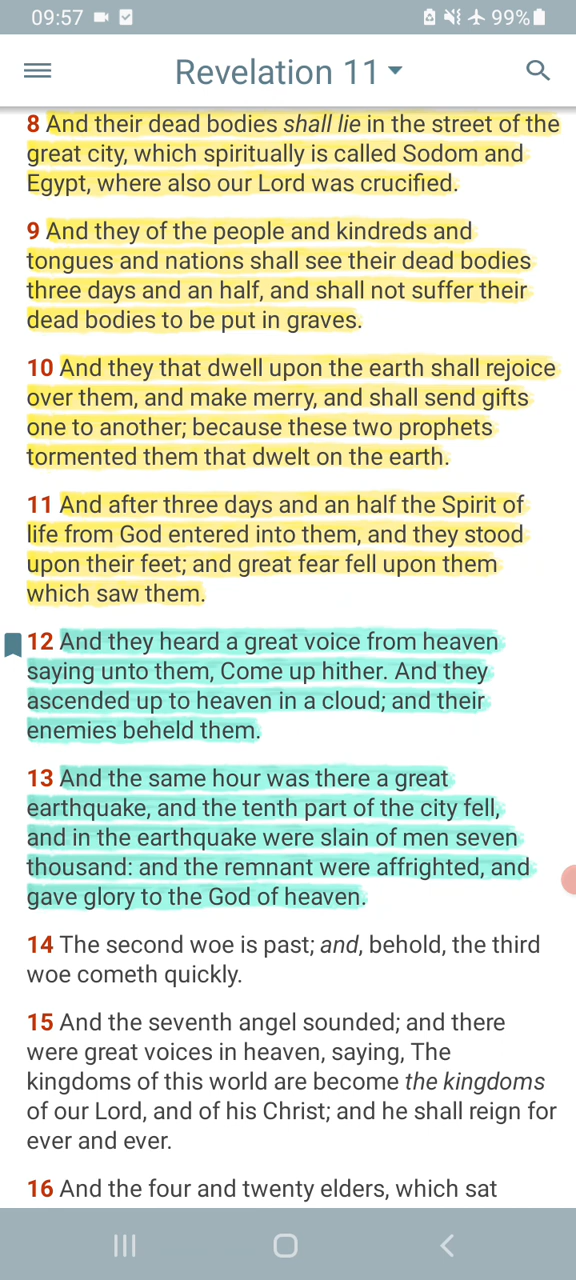 09:57 99%
Revelation 11
8 And their dead bodies shall lie in the street of the
great city, which spiritually is called Sodom and
Egypt, where also our Lord was crucified.
9 And they of the people and kindreds and
tongues and nations shall see their dead bodies
three days and an half, and shall not suffer their
dead bodies to be put in graves.
10 And they that dwell upon the earth shall rejoice
over them, and make merry, and shall send gifts
one to another; because these two prophets
tormented them that dwelt on the earth.
11 And after three days and an half the Spirit of
life from God entered into them, and they stood
upon their feet; and great fear fell upon them
which saw them.
12 And they heard a great voice from heaven
saying unto them, Come up hither. And they
ascended up to heaven in a cloud; and their
enemies beheld them.
13 And the same hour was there a great
earthquake, and the tenth part of the city fell,
and in the earthquake were slain of men seven
thousand: and the remnant were affrighted, and
gave glory to the God of heaven.
14 The second woe is past; and, behold, the third
woe cometh quickly.
15 And the seventh angel sounded; and there
were great voices in heaven, saying, The
kingdoms of this world are become the kingdoms
of our Lord, and of his Christ; and he shall reign for
ever and ever.
16 And the four and twenty elders, which sat